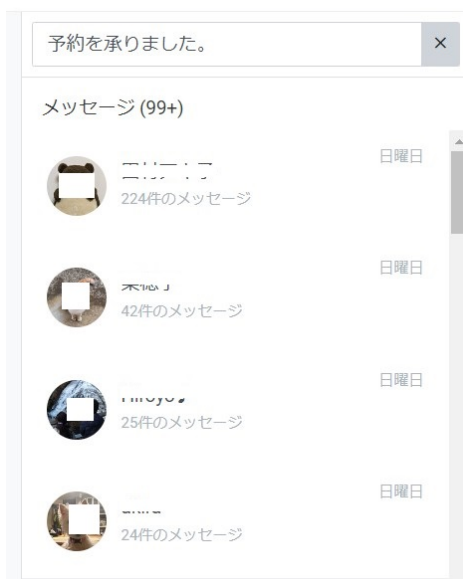 予約を承りました。
メッセージ (99+)
日曜日
224件のメッセージ
日曜日
42件のメッセージ
日曜日
25件のメッセージ
日曜日
24件のメッセージ